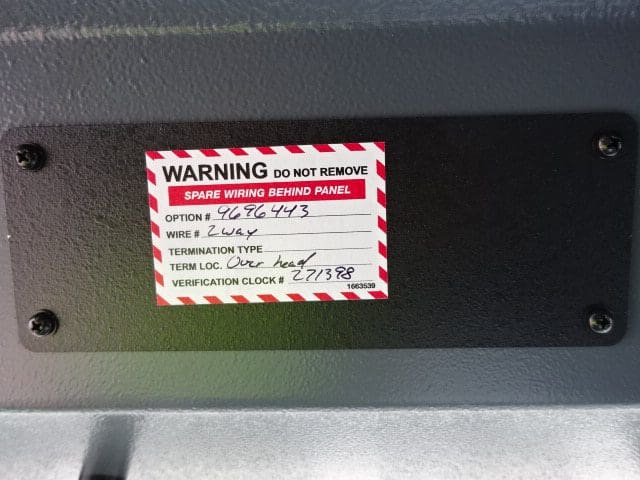 WARNING DO NOT REMOVE
SPARE WIRING BEHIND PANEL
OPTION # 9696443
WIRE # 2way
TERMINATION TYPE
TERM LOC. Over head
VERIFICATION CLOCK # 271398
1663539